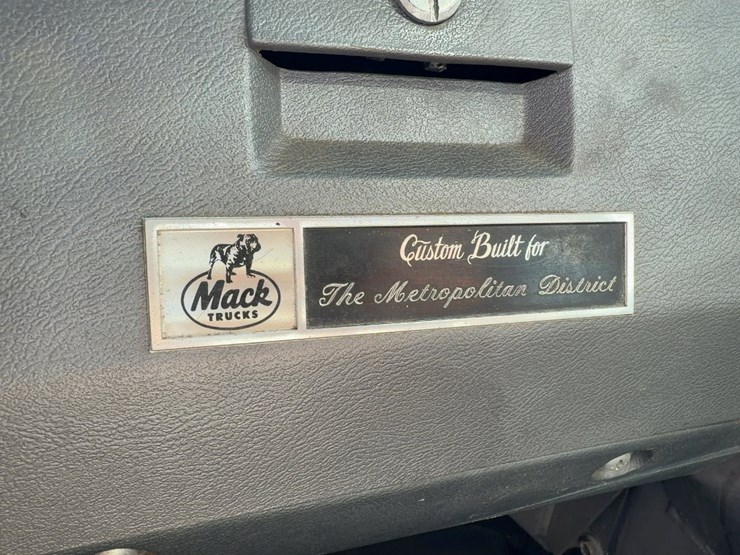 Mack
TRUCKS
Custom Built for
The Metropolitan District